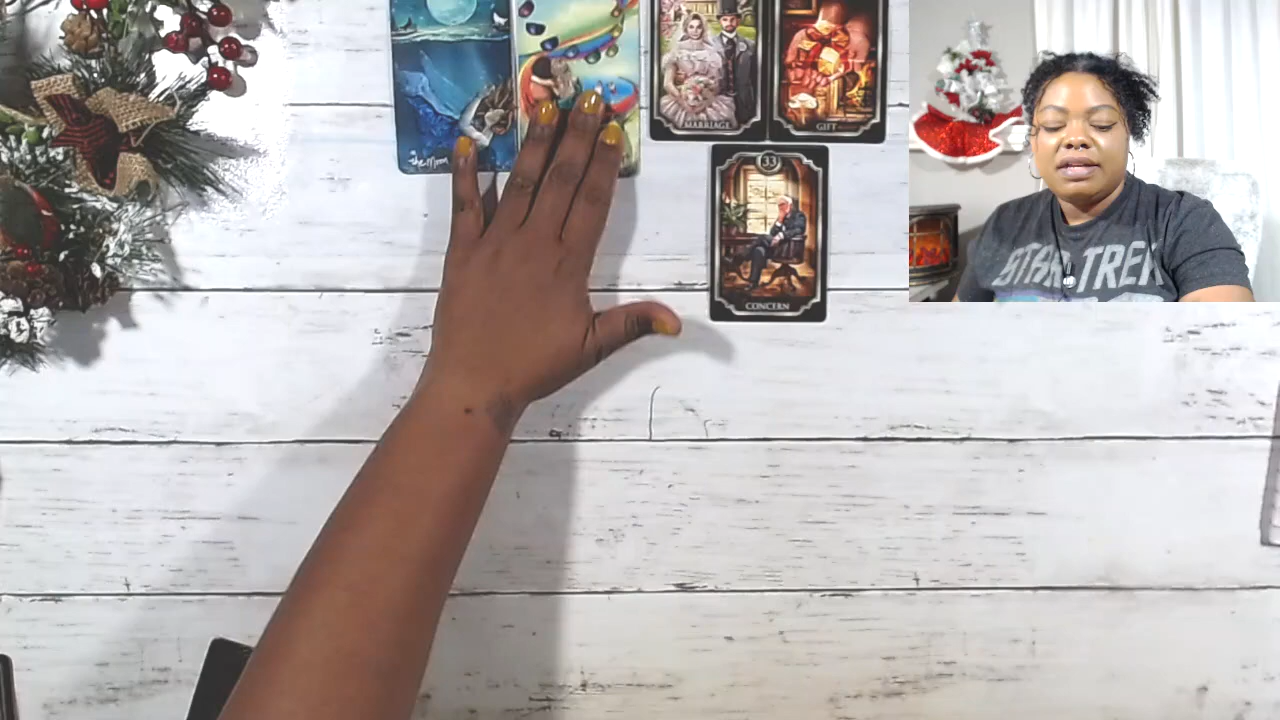 The Moon
MARRIAGE
GIFT
33
CONCERN
STAR TREK